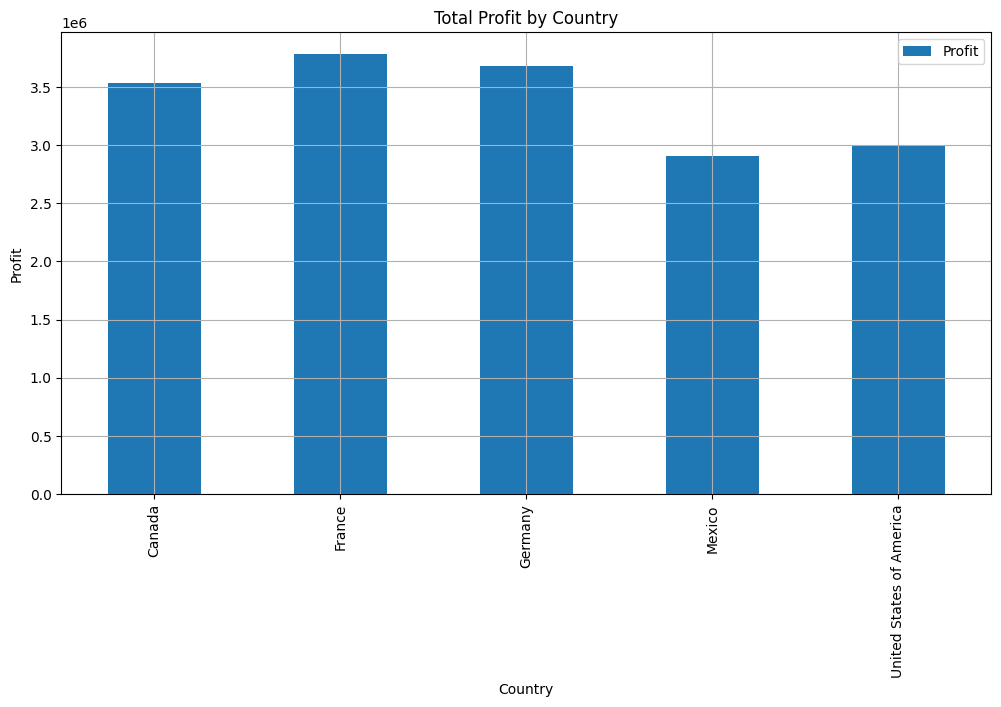 Total Profit by Country
1e6
Profit
3.5
3.0
2.5
2.0
1.5
1.0
0.5
0.0
Profit
Canada
France
Germany
Mexico
United States of America
Country